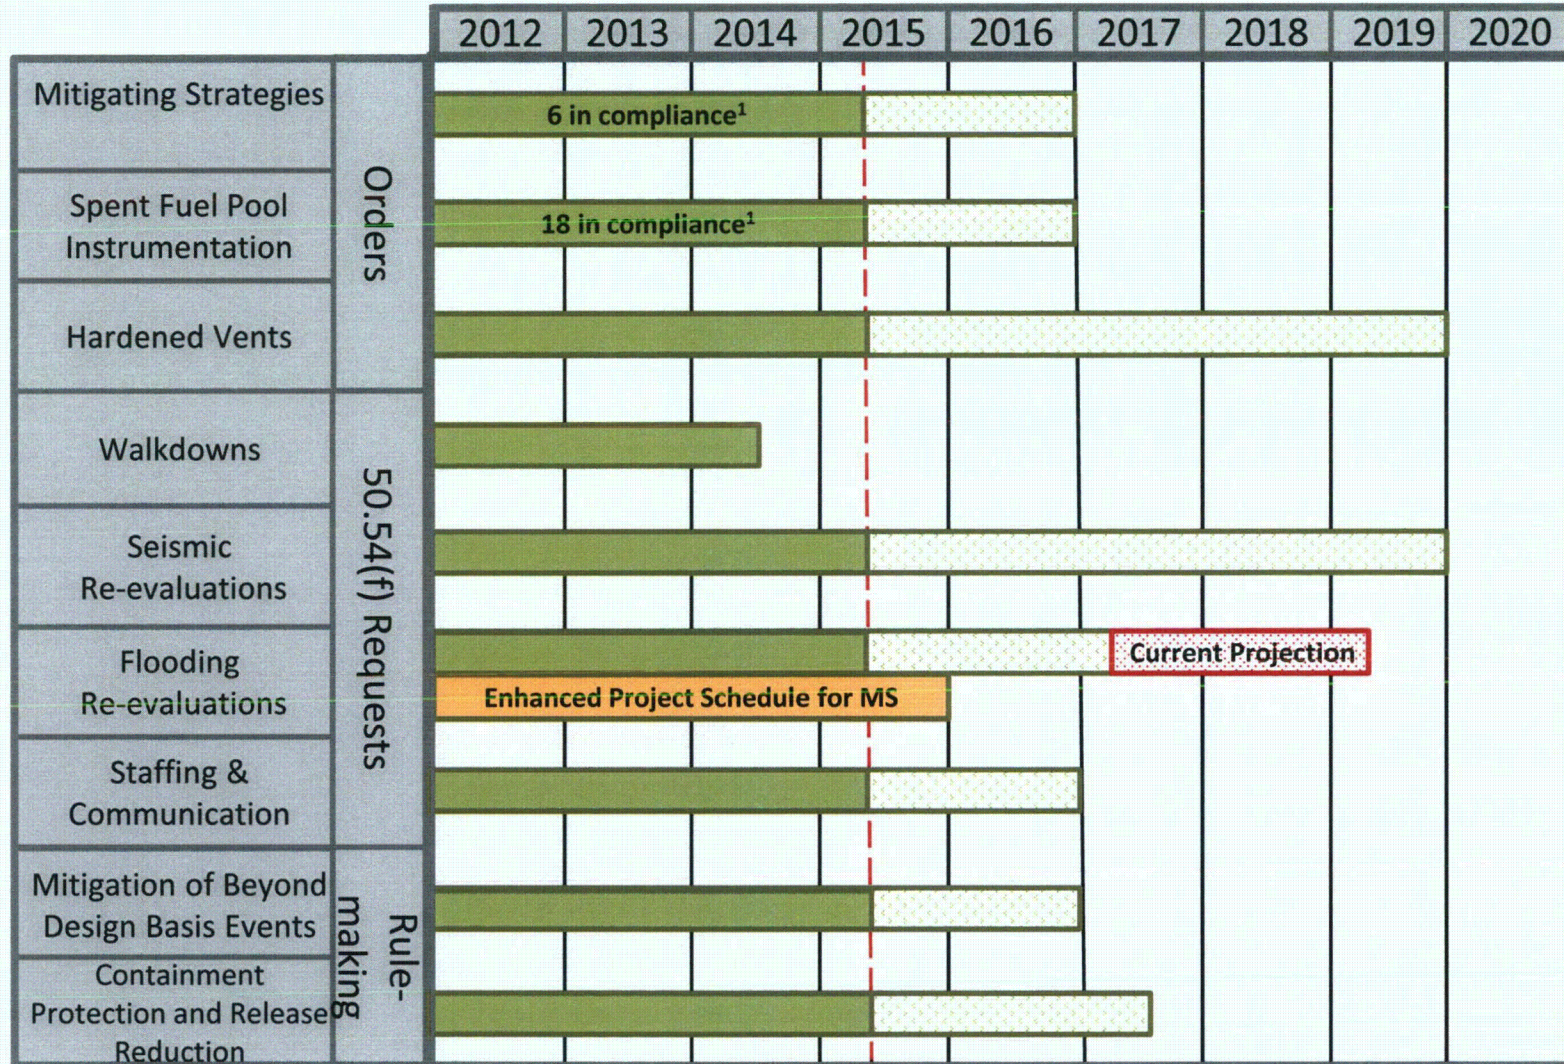 2012 2013 2014 2015 2016 2017 2018 2019 2020
Mitigating Strategies
Orders
6 in compliance¹
Spent Fuel Pool
Instrumentation
18 in compliance¹
Hardened Vents
50.54(f) Requests
Walkdowns
Seismic
Re-evaluations
Flooding
Re-evaluations
Current Projection
Enhanced Project Schedule for MS
Staffing &
Communication
Rule-
making
Mitigation of Beyond
Design Basis Events
Containment
Protection and Release
Reduction